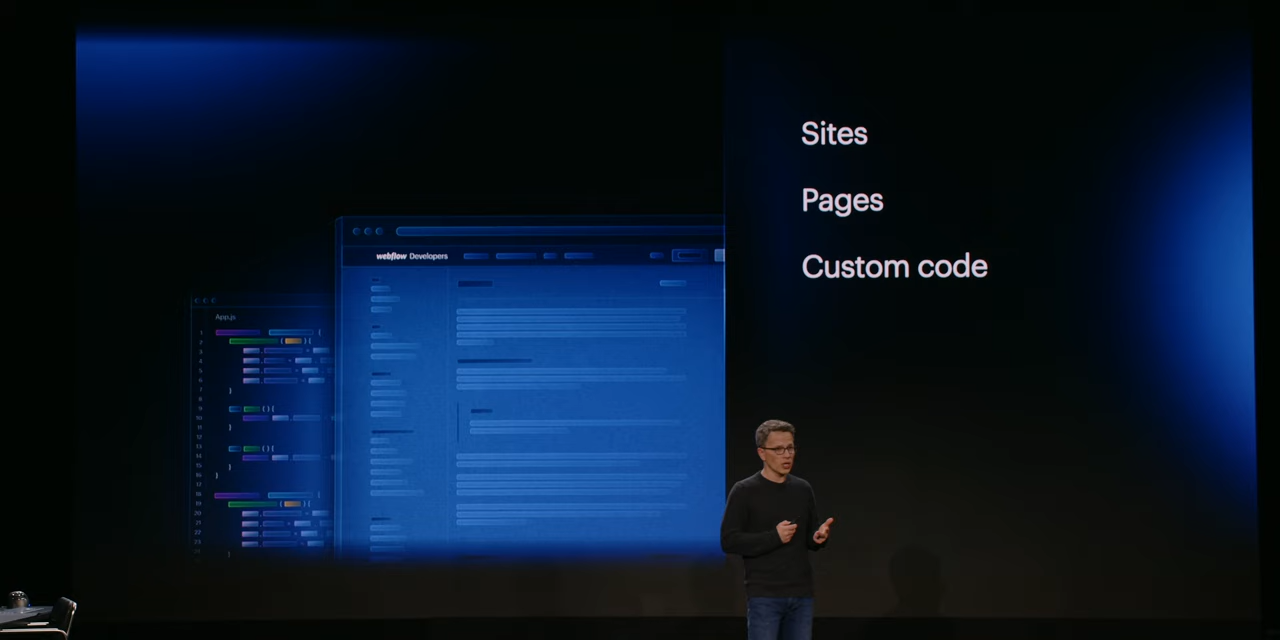 Sites
Pages
Custom code
webflow Developers
App.js